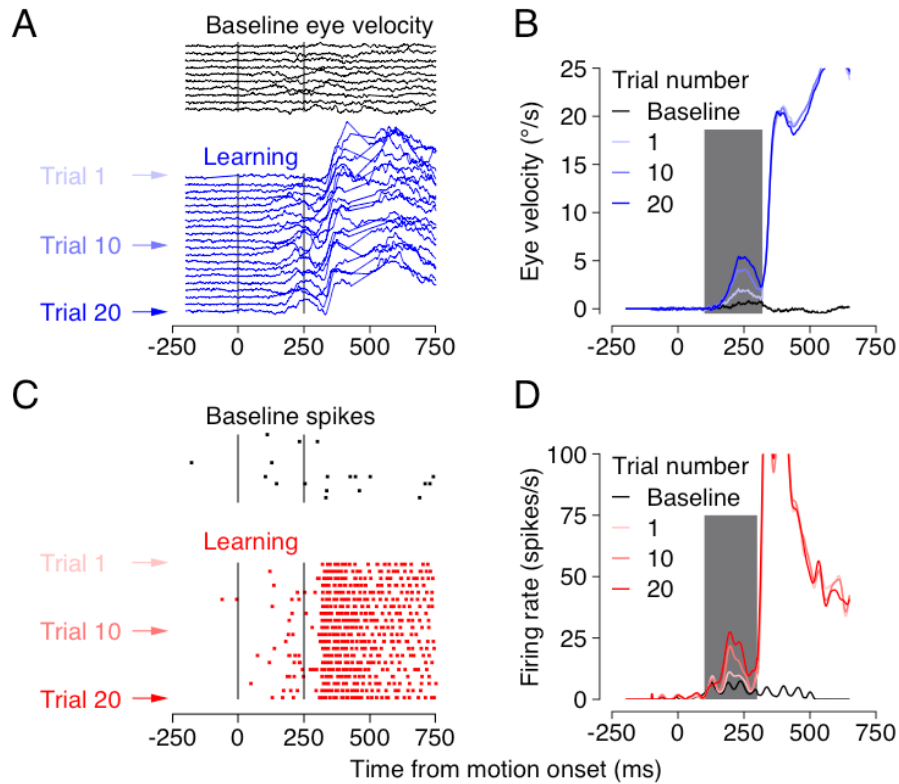 A
Baseline eye velocity
Learning
Trial 1
Trial 10
Trial 20
-250 0 250 500 750
B
Eye velocity (°/s)
25
20
15
10
5
0
Trial number
Baseline
1
10
20
-250 0 250 500 750
C
Baseline spikes
Learning
Trial 1
Trial 10
Trial 20
-250 0 250 500 750
D
Firing rate (spikes/s)
100
75
50
25
0
Trial number
Baseline
1
10
20
-250 0 250 500 750
Time from motion onset (ms)